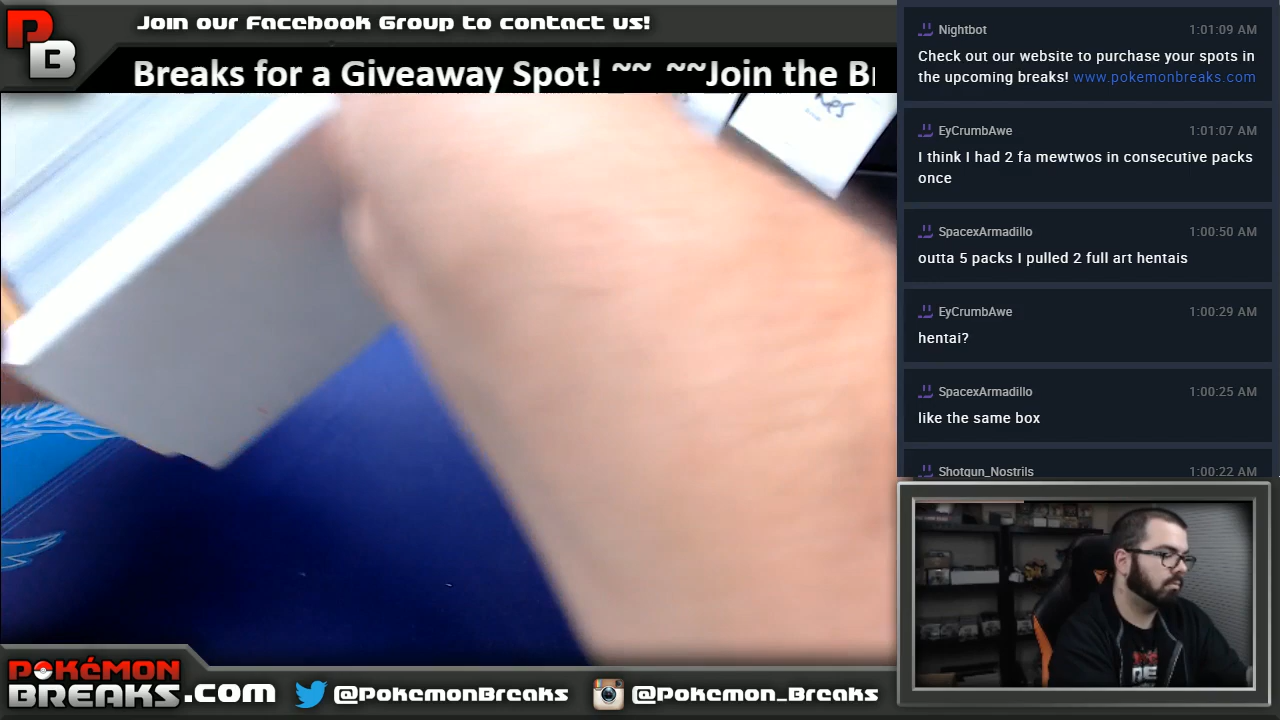 Join our Facebook Group to contact us!
PB
Breaks for a Giveaway Spot! ~~ ~~Join the B
Nightbot 1:01:09 AM
Check out our website to purchase your spots in
the upcoming breaks! www.pokemonbreaks.com
EyCrumbAwe 1:01:07 AM
I think I had 2 fa mewtwos in consecutive packs
once
SpacexArmadillo 1:00:50 AM
outta 5 packs I pulled 2 full art hentais
EyCrumbAwe 1:00:29 AM
hentai?
SpacexArmadillo 1:00:25 AM
like the same box
Shotgun_Nostrils 1:00:22 AM
POKéMON
BREAKS.com
@PokemonBreaks
@Pokemon_Breaks